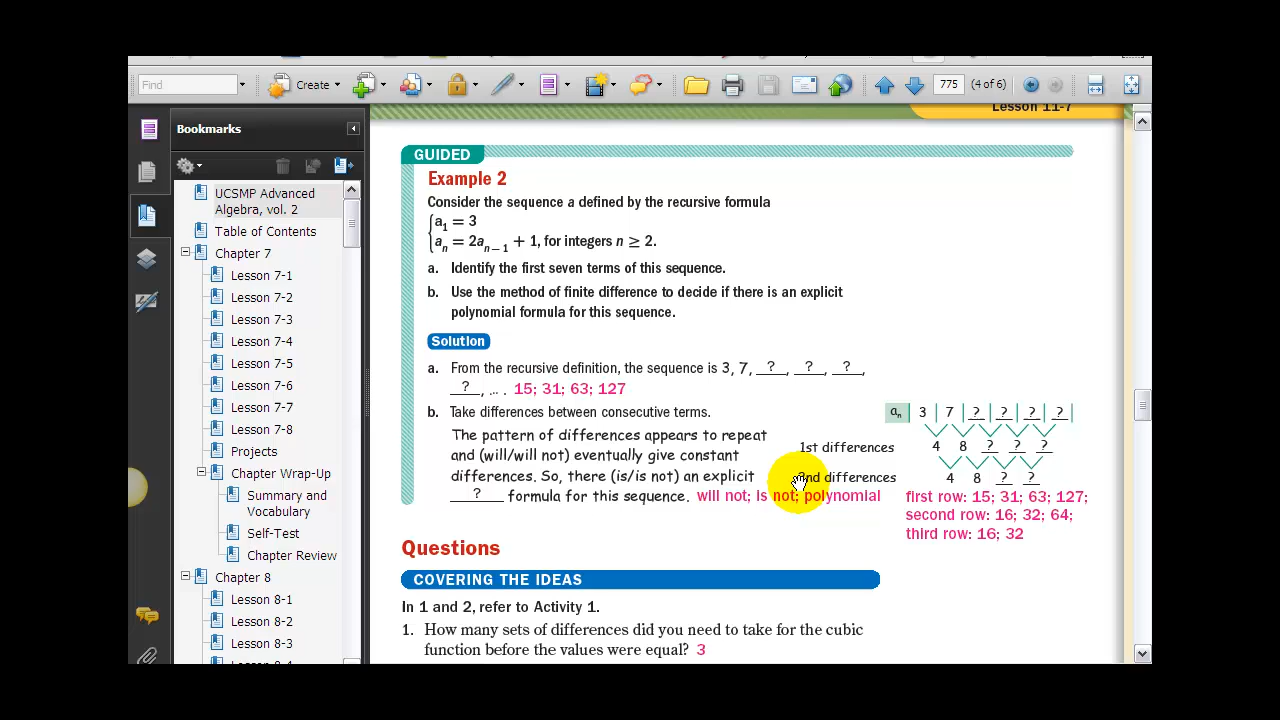 Find
Create
775 (4 of 6)
Lesson 11-7
Bookmarks
UCSMP Advanced
Algebra, vol. 2
Table of Contents
Chapter 7
Lesson 7-1
Lesson 7-2
Lesson 7-3
Lesson 7-4
Lesson 7-5
Lesson 7-6
Lesson 7-7
Lesson 7-8
Projects
Chapter Wrap-Up
Summary and
Vocabulary
Self-Test
Chapter Review
Chapter 8
Lesson 8-1
Lesson 8-2
Lesson 8-3
GUIDED
Example 2
Consider the sequence a defined by the recursive formula
a1 = 3
an = 2an – 1 + 1, for integers n ≥ 2.
a. Identify the first seven terms of this sequence.
b. Use the method of finite difference to decide if there is an explicit
polynomial formula for this sequence.
Solution
a. From the recursive definition, the sequence is 3, 7, ?, ?, ?,
?, ... . 15; 31; 63; 127
b. Take differences between consecutive terms.
The pattern of differences appears to repeat
and (will/will not) eventually give constant
differences. So, there (is/is not) an explicit
? formula for this sequence. will not; is not; polynomial
an 3 7 ? ? ? ?
1st differences 4 8 ? ? ?
2nd differences 4 8 ? ?
first row: 15; 31; 63; 127;
second row: 16; 32; 64;
third row: 16; 32
Questions
COVERING THE IDEAS
In 1 and 2, refer to Activity 1.
1. How many sets of differences did you need to take for the cubic
function before the values were equal? 3